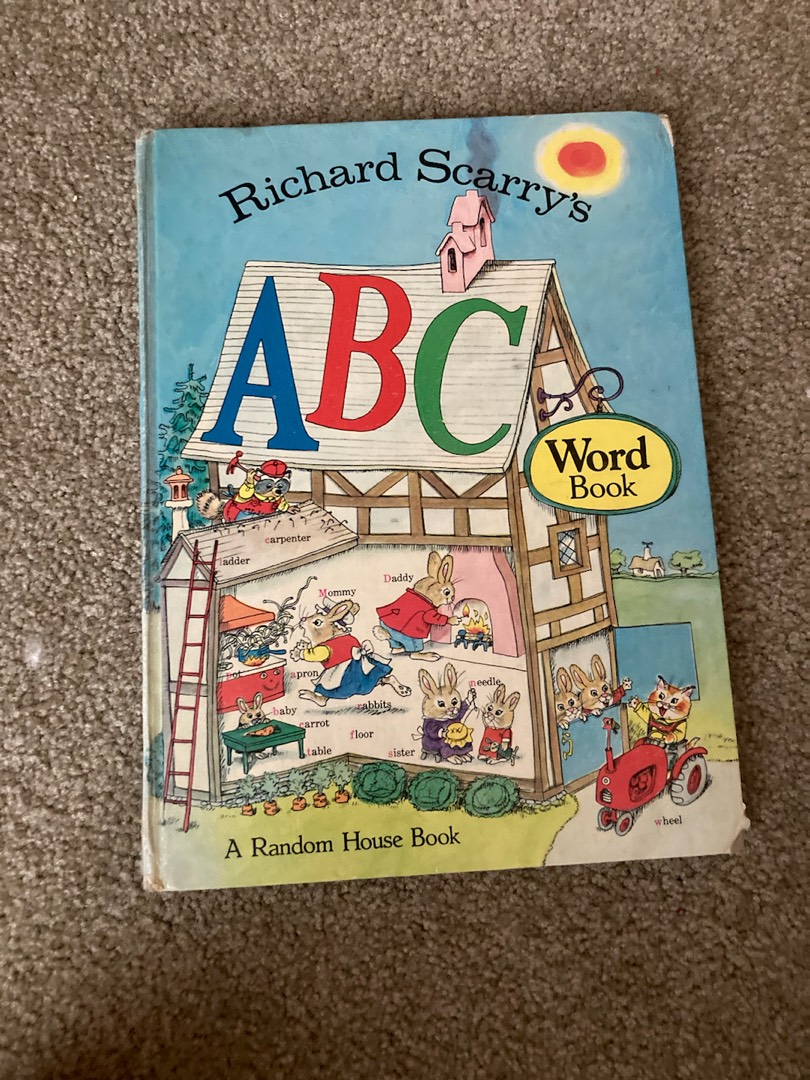 Richard Scarry's
ABC
Word
Book
carpenter
ladder
Mommy
Daddy
pot
apron
needle
baby
rabbits
carrot
floor
table
sister
wheel
A Random House Book